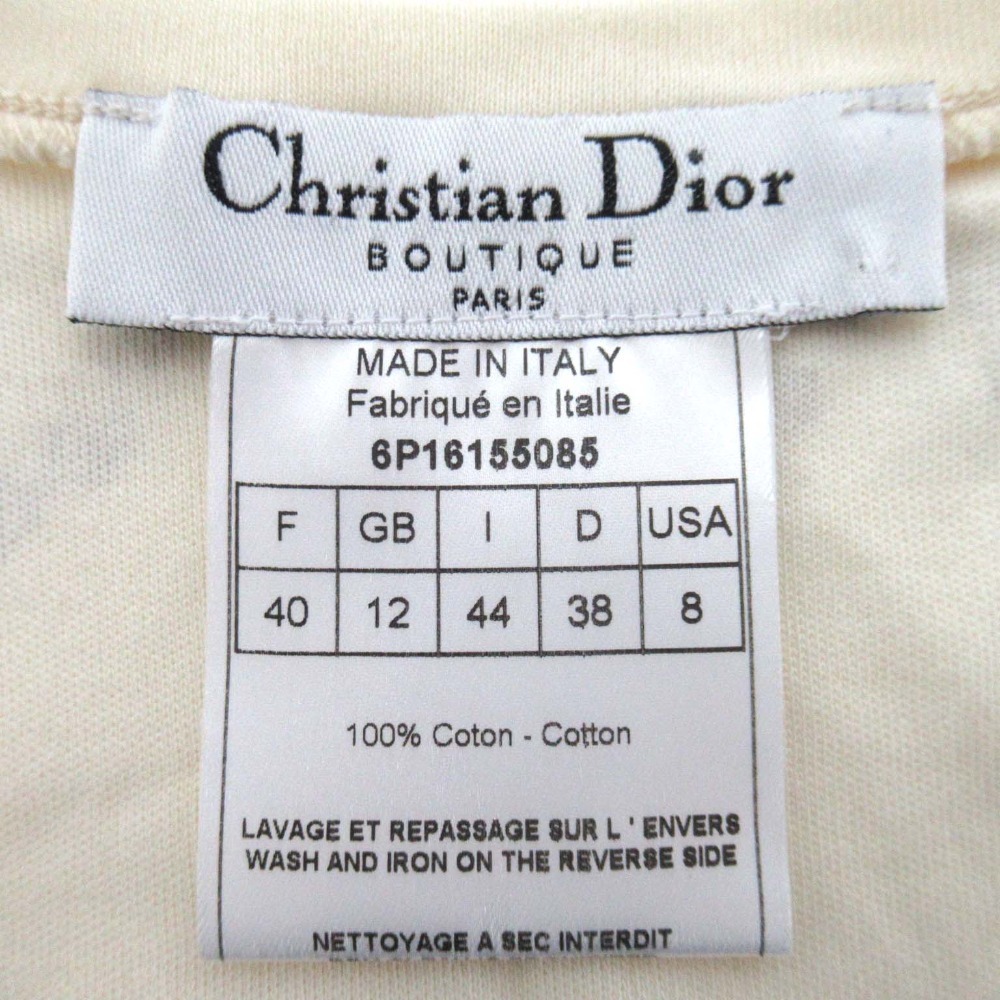 Christian Dior
BOUTIQUE
PARIS
MADE IN ITALY
Fabriqué en Italie
6P16155085
F GB I D USA
40 12 44 38 8
100% Coton - Cotton
LAVAGE ET REPASSAGE SUR L ' ENVERS
WASH AND IRON ON THE REVERSE SIDE
NETTOYAGE A SEC INTERDIT